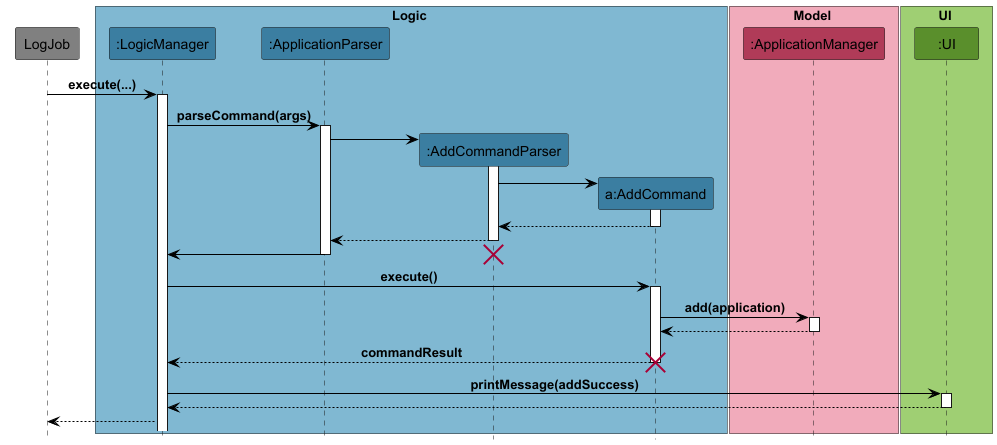 Logic
Model
UI
LogJob
:LogicManager
:ApplicationParser
:ApplicationManager
:UI
execute(...)
parseCommand(args)
:AddCommandParser
a:AddCommand
execute()
add(application)
commandResult
printMessage(addSuccess)